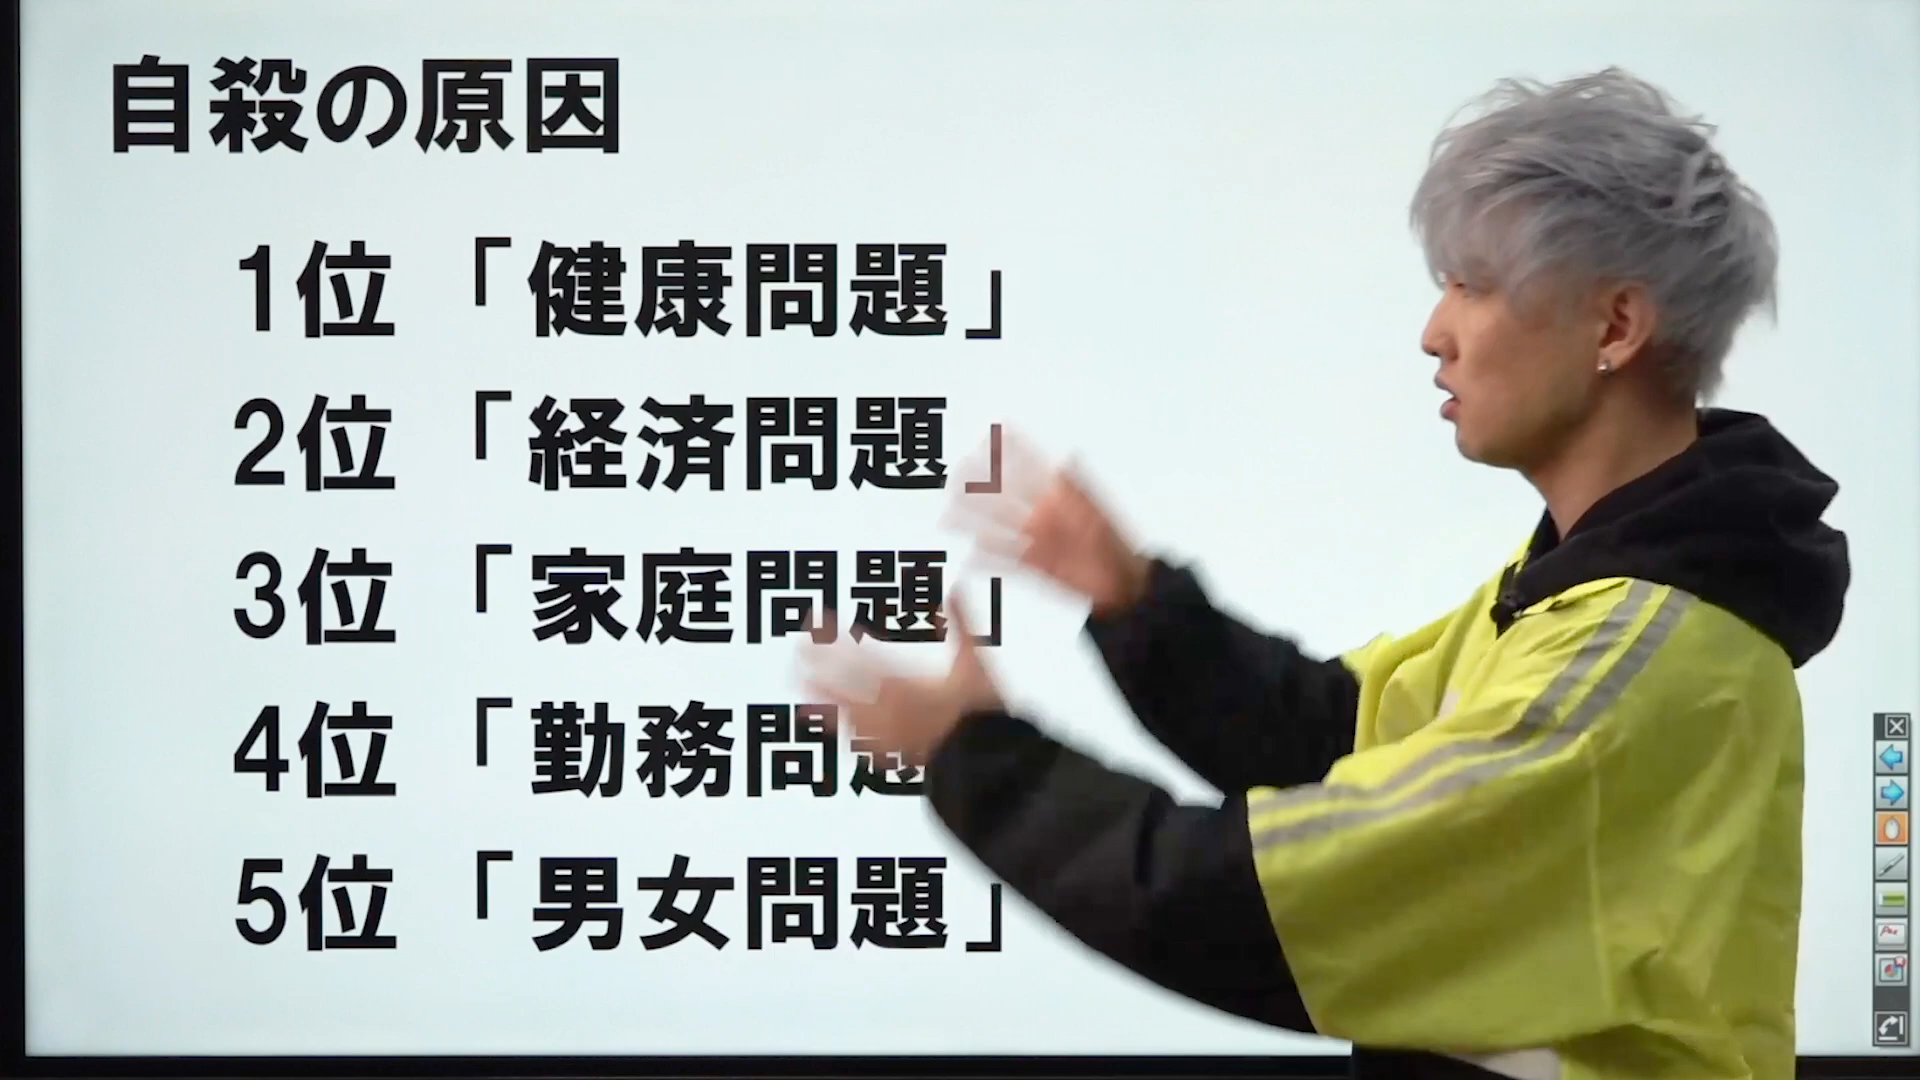 自殺の原因
1位「健康問題」
2位「経済問題」
3位「家庭問題」
4位「勤務問題
5位「男女問題」